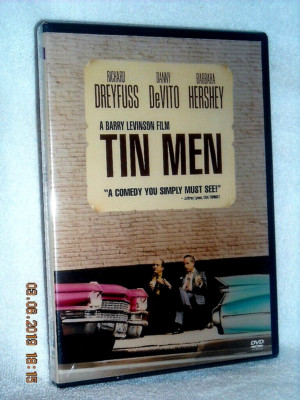 RICHARD DANNY BARBARA
DREYFUSS DeVITO HERSHEY
A BARRY LEVINSON FILM
TIN MEN
"A COMEDY YOU SIMPLY MUST SEE!"
DVD